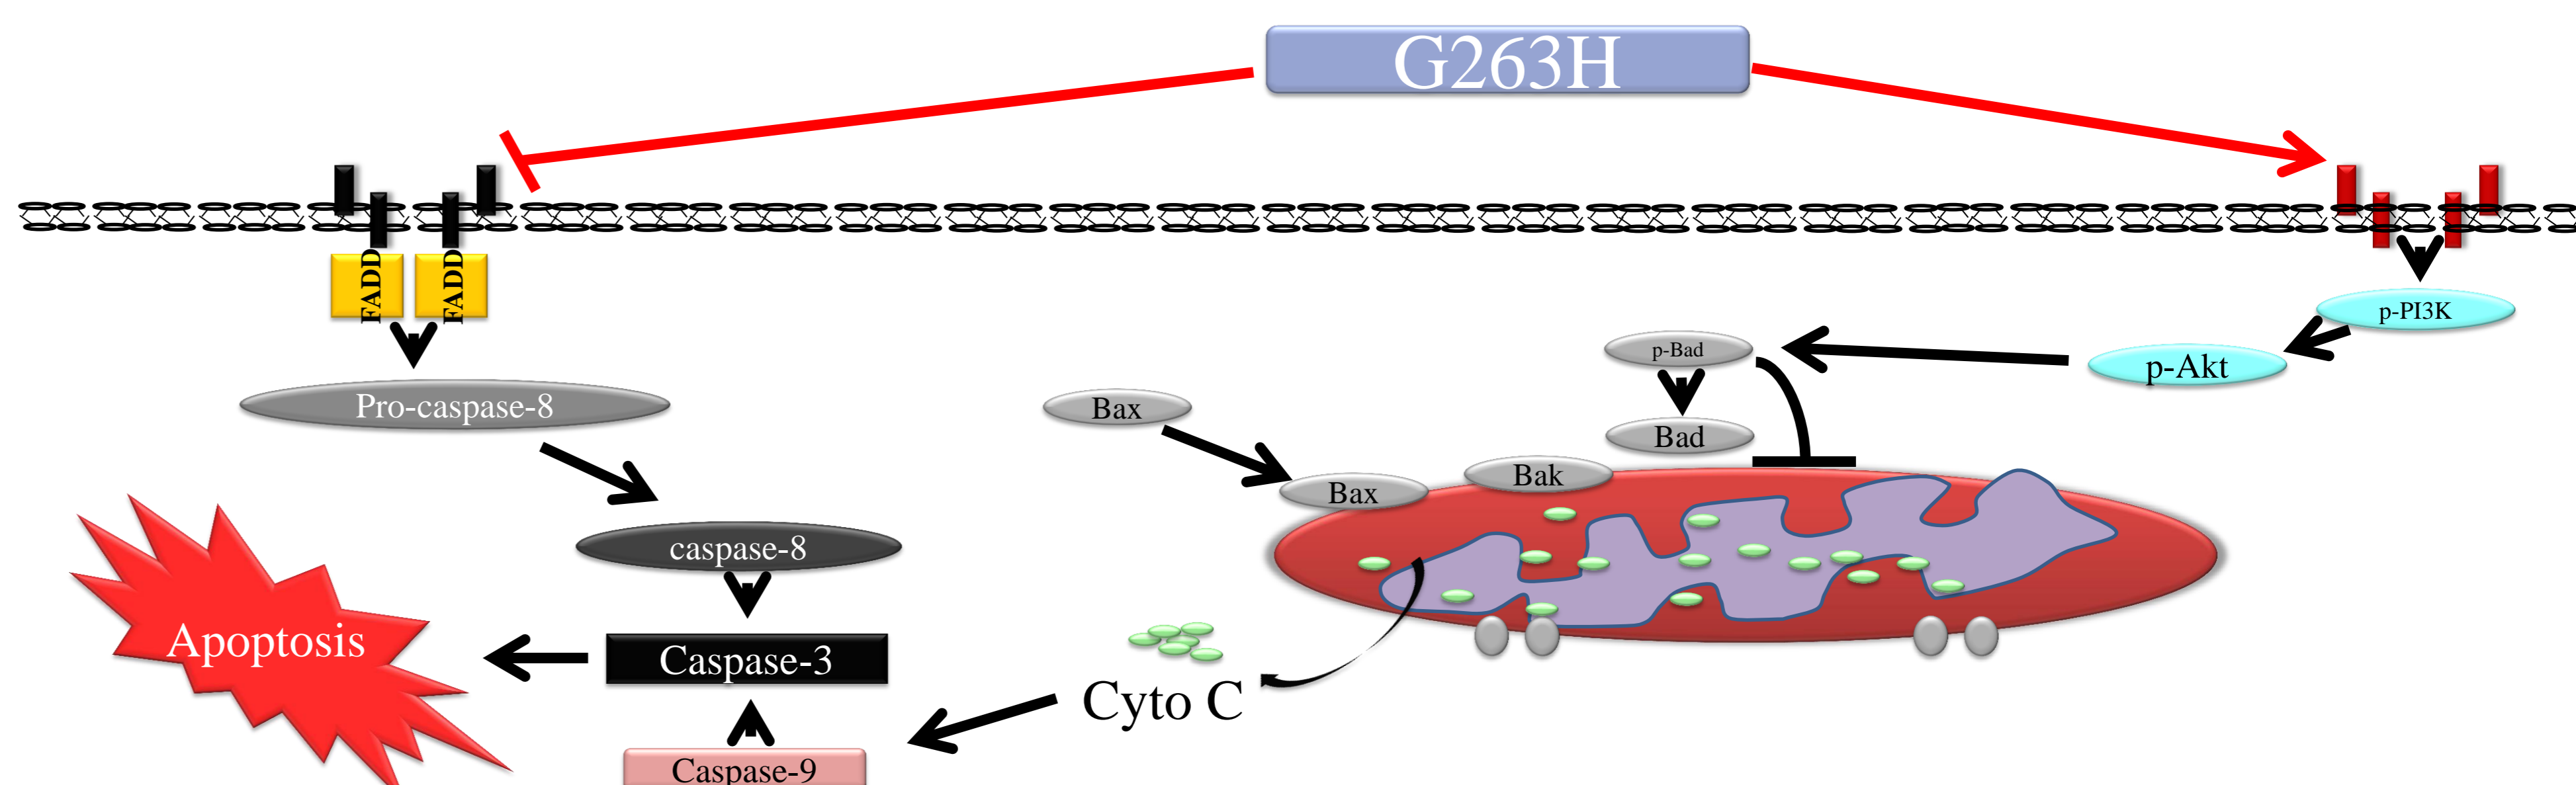 G263H
FADD
FADD
p-PI3K
p-Bad
p-Akt
Pro-caspase-8
Bax
Bad
Bak
Bax
caspase-8
Apoptosis
Caspase-3
Cyto C
Caspase-9